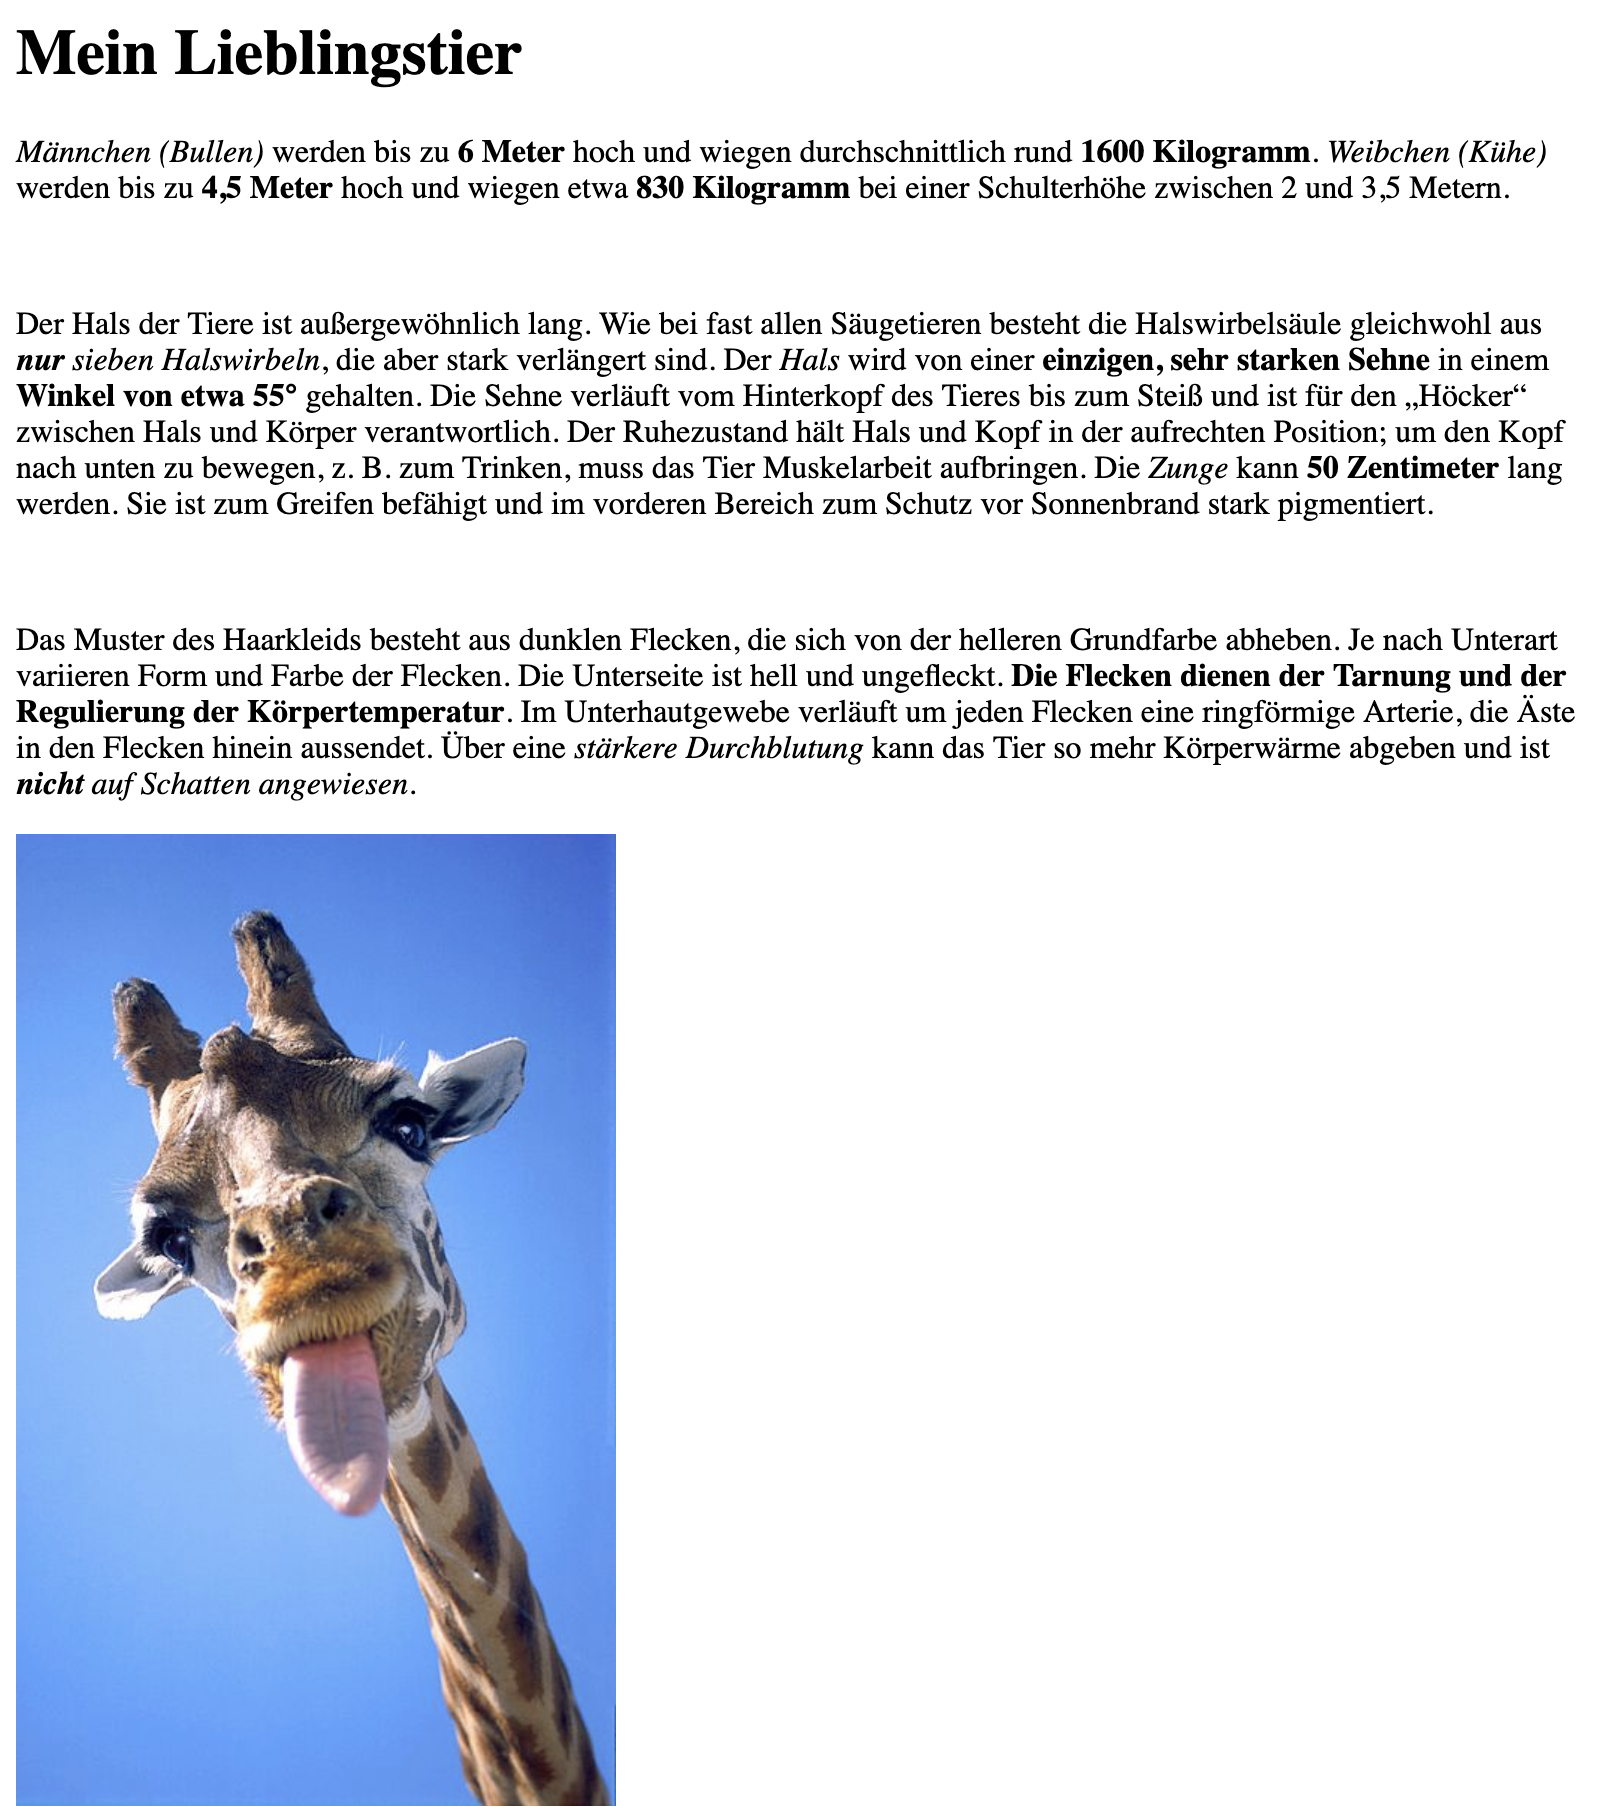 Mein Lieblingstier
Männchen (Bullen) werden bis zu 6 Meter hoch und wiegen durchschnittlich rund 1600 Kilogramm. Weibchen (Kühe)
werden bis zu 4,5 Meter hoch und wiegen etwa 830 Kilogramm bei einer Schulterhöhe zwischen 2 und 3,5 Metern.
Der Hals der Tiere ist außergewöhnlich lang. Wie bei fast allen Säugetieren besteht die Halswirbelsäule gleichwohl aus
nur sieben Halswirbeln, die aber stark verlängert sind. Der Hals wird von einer einzigen, sehr starken Sehne in einem
Winkel von etwa 55° gehalten. Die Sehne verläuft vom Hinterkopf des Tieres bis zum Steiß und ist für den „Höcker“
zwischen Hals und Körper verantwortlich. Der Ruhezustand hält Hals und Kopf in der aufrechten Position; um den Kopf
nach unten zu bewegen, z. B. zum Trinken, muss das Tier Muskelarbeit aufbringen. Die Zunge kann 50 Zentimeter lang
werden. Sie ist zum Greifen befähigt und im vorderen Bereich zum Schutz vor Sonnenbrand stark pigmentiert.
Das Muster des Haarkleids besteht aus dunklen Flecken, die sich von der helleren Grundfarbe abheben. Je nach Unterart
variieren Form und Farbe der Flecken. Die Unterseite ist hell und ungefleckt. Die Flecken dienen der Tarnung und der
Regulierung der Körpertemperatur. Im Unterhautgewebe verläuft um jeden Flecken eine ringförmige Arterie, die Äste
in den Flecken hinein aussendet. Über eine stärkere Durchblutung kann das Tier so mehr Körperwärme abgeben und ist
nicht auf Schatten angewiesen.